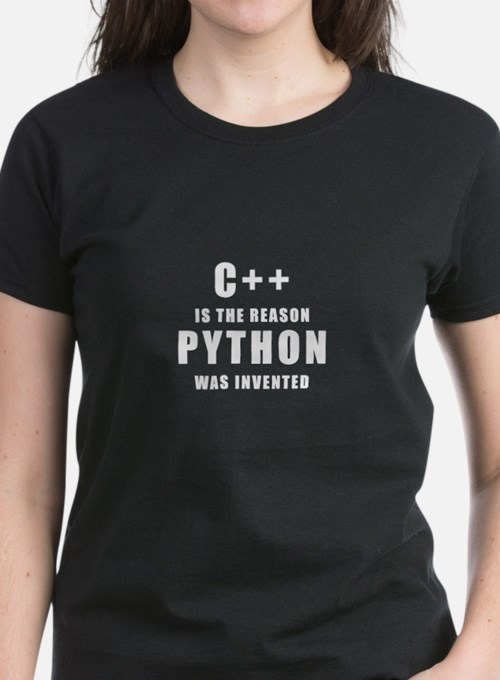 C++
IS THE REASON
PYTHON
WAS INVENTED